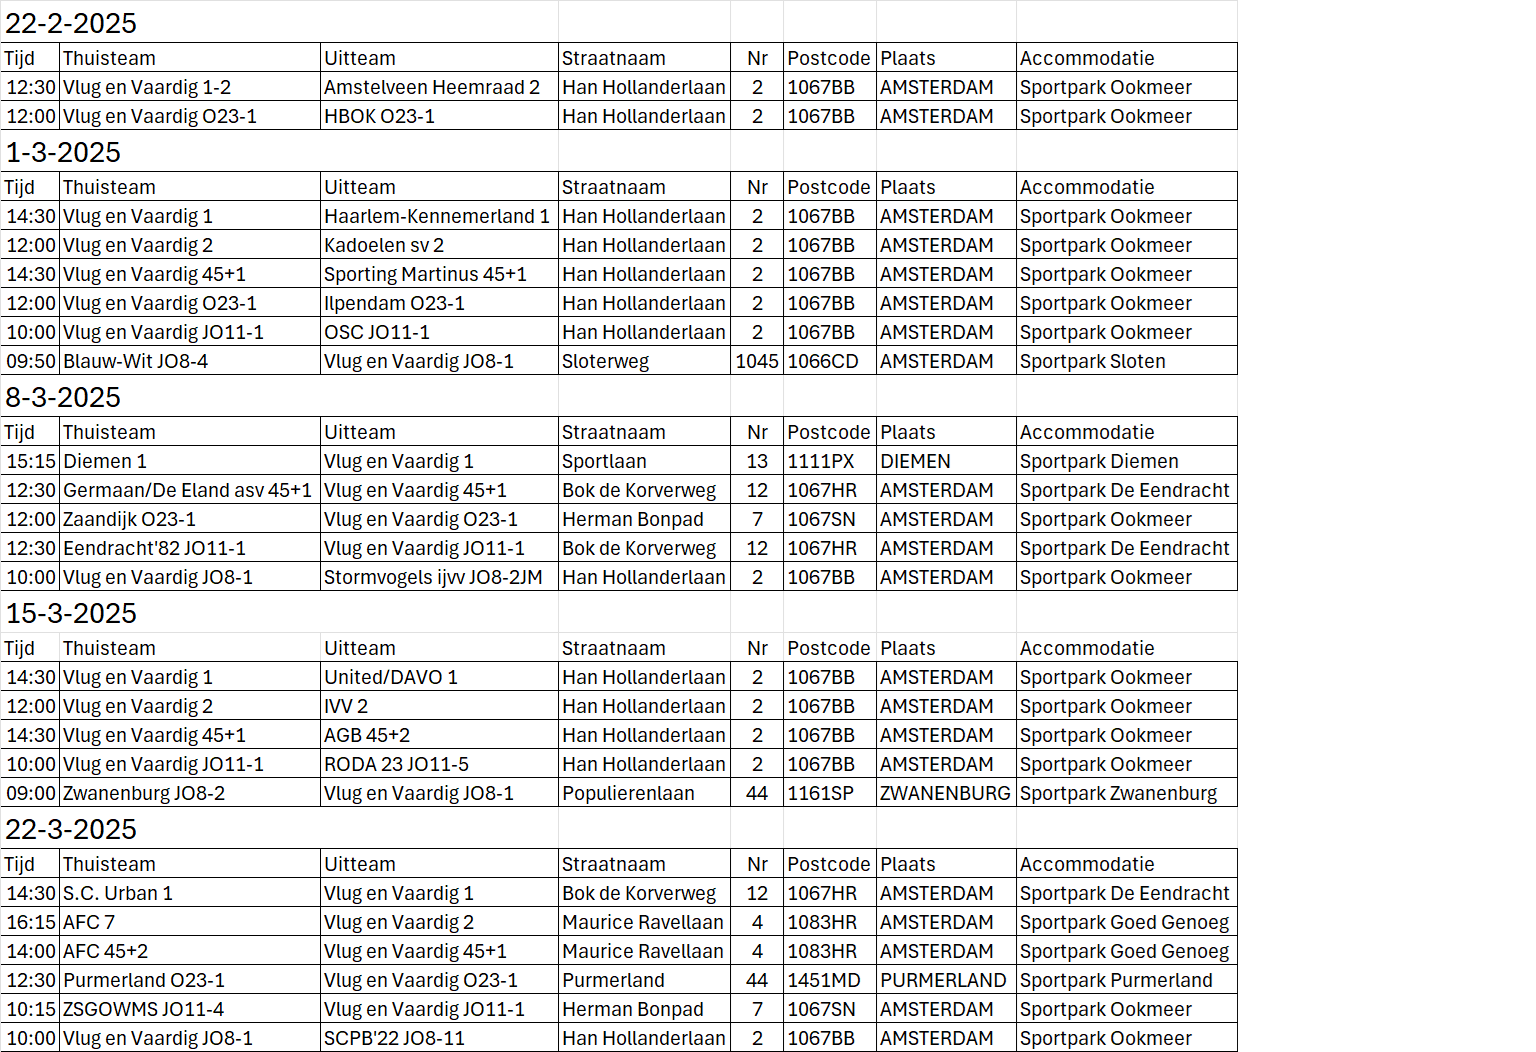 22-2-2025
Tijd Thuisteam Uitteam Straatnaam Nr Postcode Plaats Accommodatie
12:30 Vlug en Vaardig 1-2 Amstelveen Heemraad 2 Han Hollanderlaan 2 1067BB AMSTERDAM Sportpark Ookmeer
12:00 Vlug en Vaardig O23-1 HBOK O23-1 Han Hollanderlaan 2 1067BB AMSTERDAM Sportpark Ookmeer
1-3-2025
Tijd Thuisteam Uitteam Straatnaam Nr Postcode Plaats Accommodatie
14:30 Vlug en Vaardig 1 Haarlem-Kennemerland 1 Han Hollanderlaan 2 1067BB AMSTERDAM Sportpark Ookmeer
12:00 Vlug en Vaardig 2 Kadoelen sv 2 Han Hollanderlaan 2 1067BB AMSTERDAM Sportpark Ookmeer
14:30 Vlug en Vaardig 45+1 Sporting Martinus 45+1 Han Hollanderlaan 2 1067BB AMSTERDAM Sportpark Ookmeer
12:00 Vlug en Vaardig O23-1 Ilpendam O23-1 Han Hollanderlaan 2 1067BB AMSTERDAM Sportpark Ookmeer
10:00 Vlug en Vaardig JO11-1 OSC JO11-1 Han Hollanderlaan 2 1067BB AMSTERDAM Sportpark Ookmeer
09:50 Blauw-Wit JO8-4 Vlug en Vaardig JO8-1 Sloterweg 1045 1066CD AMSTERDAM Sportpark Sloten
8-3-2025
Tijd Thuisteam Uitteam Straatnaam Nr Postcode Plaats Accommodatie
15:15 Diemen 1 Vlug en Vaardig 1 Sportlaan 13 1111PX DIEMEN Sportpark Diemen
12:30 Germaan/De Eland asv 45+1 Vlug en Vaardig 45+1 Bok de Korverweg 12 1067HR AMSTERDAM Sportpark De Eendracht
12:00 Zaandijk O23-1 Vlug en Vaardig O23-1 Herman Bonpad 7 1067SN AMSTERDAM Sportpark Ookmeer
12:30 Eendracht'82 JO11-1 Vlug en Vaardig JO11-1 Bok de Korverweg 12 1067HR AMSTERDAM Sportpark De Eendracht
10:00 Vlug en Vaardig JO8-1 Stormvogels ijvv JO8-2JM Han Hollanderlaan 2 1067BB AMSTERDAM Sportpark Ookmeer
15-3-2025
Tijd Thuisteam Uitteam Straatnaam Nr Postcode Plaats Accommodatie
14:30 Vlug en Vaardig 1 United/DAVO 1 Han Hollanderlaan 2 1067BB AMSTERDAM Sportpark Ookmeer
12:00 Vlug en Vaardig 2 IVV 2 Han Hollanderlaan 2 1067BB AMSTERDAM Sportpark Ookmeer
14:30 Vlug en Vaardig 45+1 AGB 45+2 Han Hollanderlaan 2 1067BB AMSTERDAM Sportpark Ookmeer
10:00 Vlug en Vaardig JO11-1 RODA 23 JO11-5 Han Hollanderlaan 2 1067BB AMSTERDAM Sportpark Ookmeer
09:00 Zwanenburg JO8-2 Vlug en Vaardig JO8-1 Populierenlaan 44 1161SP ZWANENBURG Sportpark Zwanenburg
22-3-2025
Tijd Thuisteam Uitteam Straatnaam Nr Postcode Plaats Accommodatie
14:30 S.C. Urban 1 Vlug en Vaardig 1 Bok de Korverweg 12 1067HR AMSTERDAM Sportpark De Eendracht
16:15 AFC 7 Vlug en Vaardig 2 Maurice Ravellaan 4 1083HR AMSTERDAM Sportpark Goed Genoeg
14:00 AFC 45+2 Vlug en Vaardig 45+1 Maurice Ravellaan 4 1083HR AMSTERDAM Sportpark Goed Genoeg
12:30 Purmerland O23-1 Vlug en Vaardig O23-1 Purmerland 44 1451MD PURMERLAND Sportpark Purmerland
10:15 ZSGOWMS JO11-4 Vlug en Vaardig JO11-1 Herman Bonpad 7 1067SN AMSTERDAM Sportpark Ookmeer
10:00 Vlug en Vaardig JO8-1 SCPB'22 JO8-11 Han Hollanderlaan 2 1067BB AMSTERDAM Sportpark Ookmeer